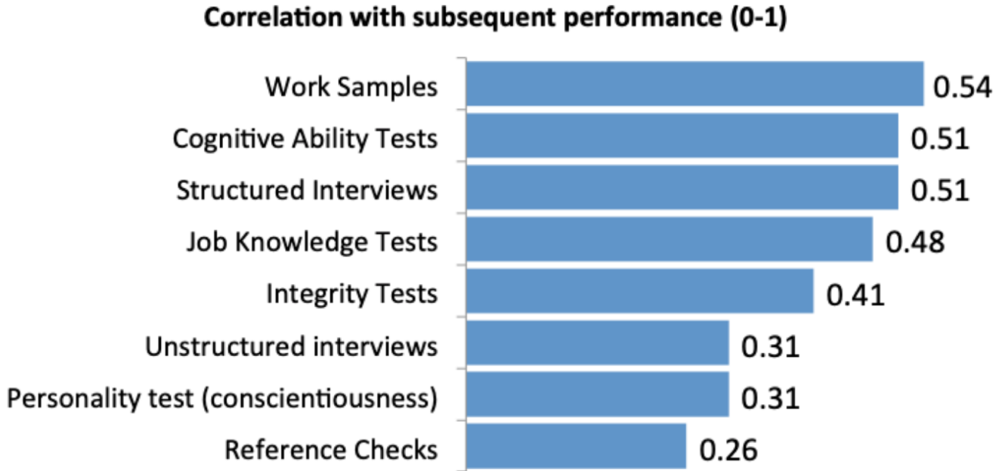 Correlation with subsequent performance (0-1)
Work Samples 0.54
Cognitive Ability Tests 0.51
Structured Interviews 0.51
Job Knowledge Tests 0.48
Integrity Tests 0.41
Unstructured interviews 0.31
Personality test (conscientiousness) 0.31
Reference Checks 0.26